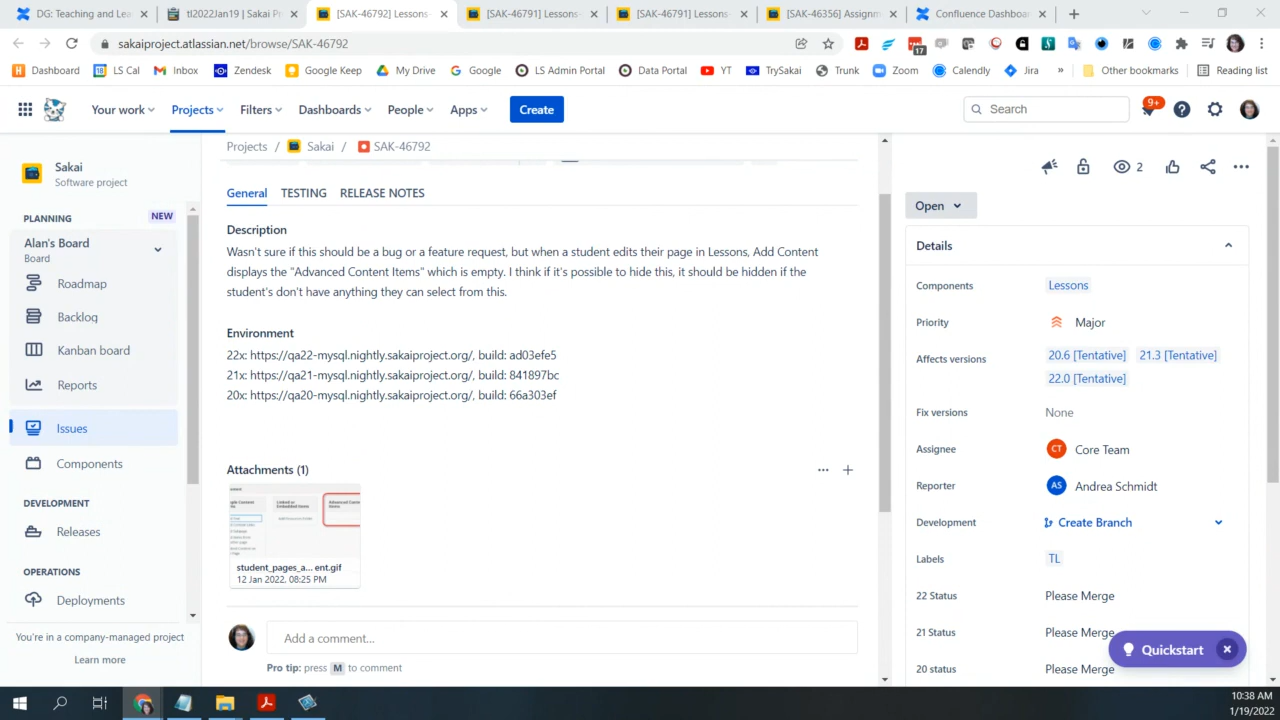 DG: Teaching and Lea
tl2022Jan19 | Sakai P
[SAK-46792] Lessons-
[SAK-46791] Lessons-
[SAK-46791] Lessons-
[SAK-46356] Assignm
Confluence Dashboar
sakaiproject.atlassian.net/browse/SAK-46792
17
Dashboard
LS Cal
Inbox
Zendesk
Google Keep
My Drive
Google
LS Admin Portal
Data Portal
YT
TrySakai
Trunk
Zoom
Calendly
Jira
»
Other bookmarks
Reading list
Your work
Projects
Filters
Dashboards
People
Apps
Create
Search
9+
Projects / Sakai / SAK-46792
Sakai
Software project
PLANNING
NEW
Alan's Board
Board
Roadmap
Backlog
Kanban board
Reports
Issues
Components
DEVELOPMENT
Releases
OPERATIONS
Deployments
You're in a company-managed project
Learn more
General
TESTING
RELEASE NOTES
Description
Wasn't sure if this should be a bug or a feature request, but when a student edits their page in Lessons, Add Content
displays the "Advanced Content Items" which is empty. I think if it's possible to hide this, it should be hidden if the
student's don't have anything they can select from this.
Environment
22x: https://qa22-mysql.nightly.sakaiproject.org/, build: ad03efe5
21x: https://qa21-mysql.nightly.sakaiproject.org/, build: 841897bc
20x: https://qa20-mysql.nightly.sakaiproject.org/, build: 66a303ef
Attachments (1)
student_pages_a... ent.gif
12 Jan 2022, 08:25 PM
Add a comment...
Pro tip: press M to comment
2
Open
Details
Components
Lessons
Priority
Major
Affects versions
20.6 [Tentative]
21.3 [Tentative]
22.0 [Tentative]
Fix versions
None
Assignee
CT
Core Team
Reporter
AS
Andrea Schmidt
Development
Create Branch
Labels
TL
22 Status
Please Merge
21 Status
Please Merge
20 status
Please Merge
Quickstart
10:38 AM
1/19/2022